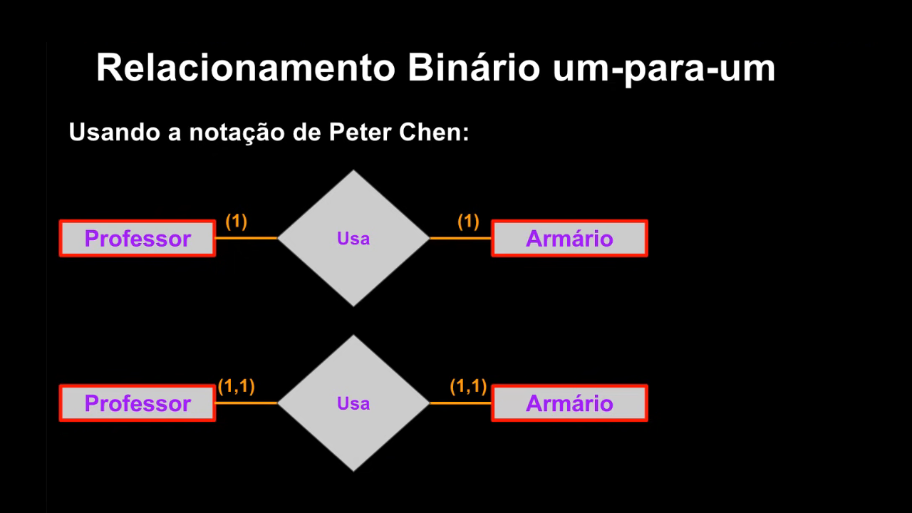 Relacionamento Binário um-para-um
Usando a notação de Peter Chen:
(1) (1)
Professor Usa Armário
(1,1) (1,1)
Professor Usa Armário